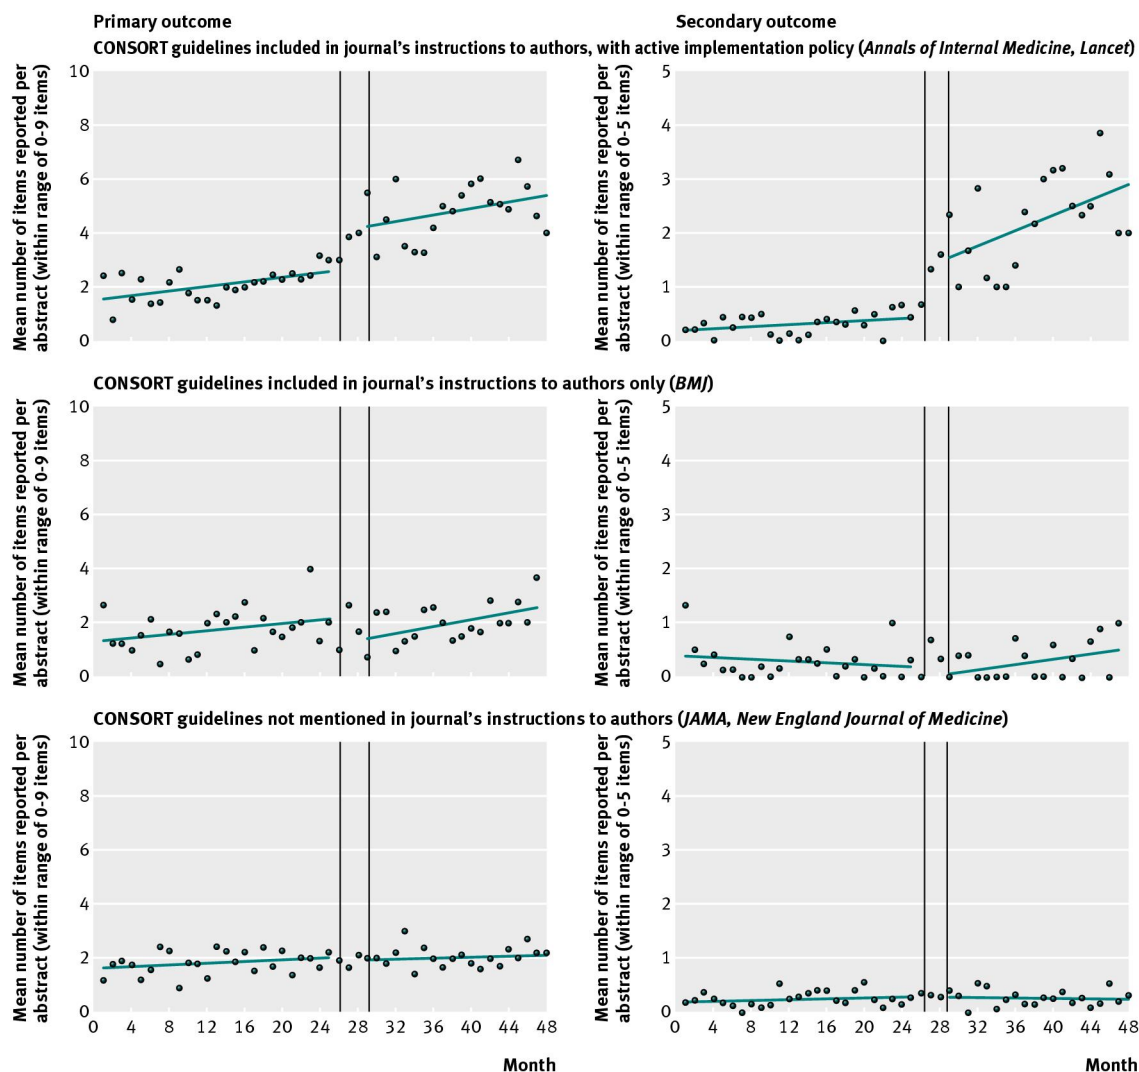 Primary outcome
Secondary outcome
CONSORT guidelines included in journal's instructions to authors, with active implementation policy (Annals of Internal Medicine, Lancet)
Mean number of items reported per
abstract (within range of 0-9 items)
10
8
6
4
2
0
Mean number of items reported per
abstract (within range of 0-5 items)
5
4
3
2
1
0
CONSORT guidelines included in journal's instructions to authors only (BMJ)
Mean number of items reported per
abstract (within range of 0-9 items)
10
8
6
4
2
0
Mean number of items reported per
abstract (within range of 0-5 items)
5
4
3
2
1
0
CONSORT guidelines not mentioned in journal's instructions to authors (JAMA, New England Journal of Medicine)
Mean number of items reported per
abstract (within range of 0-9 items)
10
8
6
4
2
0
0 4 8 12 16 20 24 28 32 36 40 44 48
Month
Mean number of items reported per
abstract (within range of 0-5 items)
5
4
3
2
1
0
0 4 8 12 16 20 24 28 32 36 40 44 48
Month